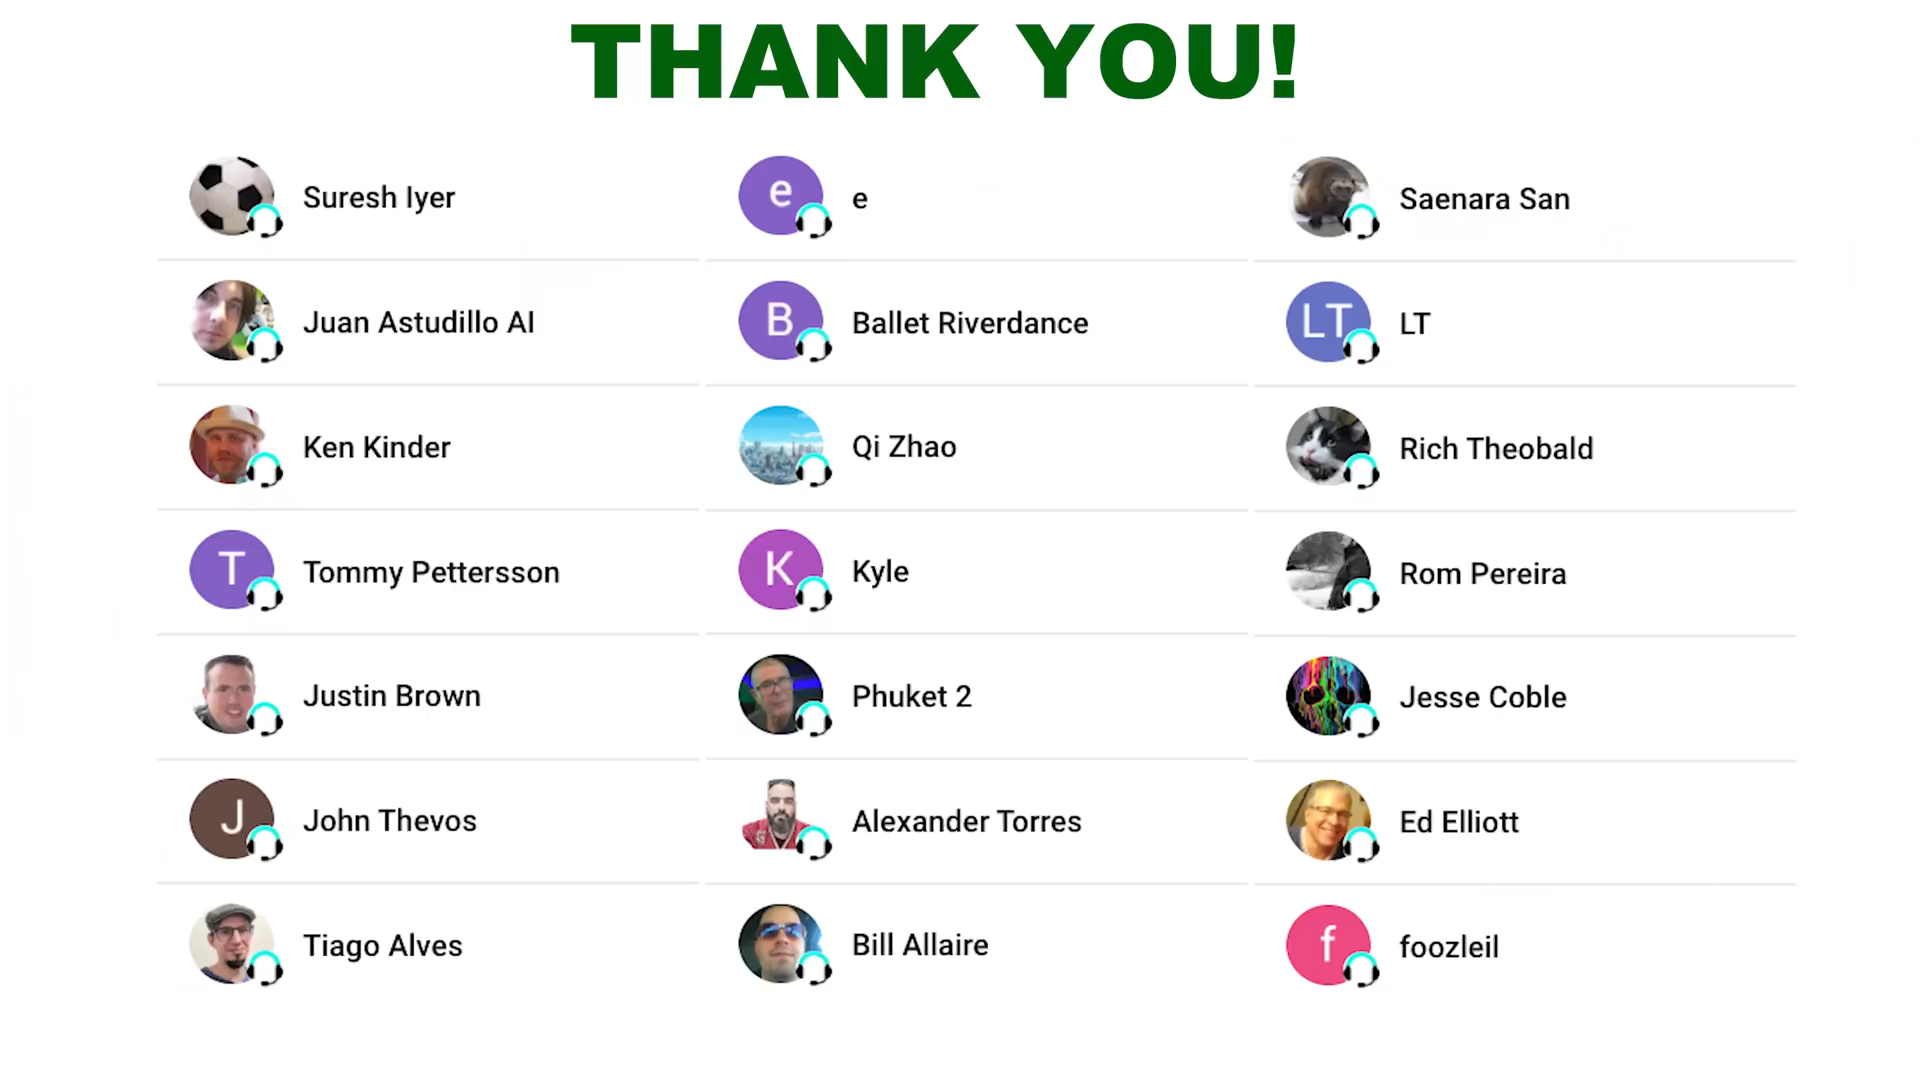 THANK YOU!
Suresh Iyer
e
e
Saenara San
Juan Astudillo AI
B
Ballet Riverdance
LT
LT
Ken Kinder
Qi Zhao
Rich Theobald
T
Tommy Pettersson
K
Kyle
Rom Pereira
Justin Brown
Phuket 2
Jesse Coble
J
John Thevos
Alexander Torres
Ed Elliott
Tiago Alves
Bill Allaire
f
foozleil